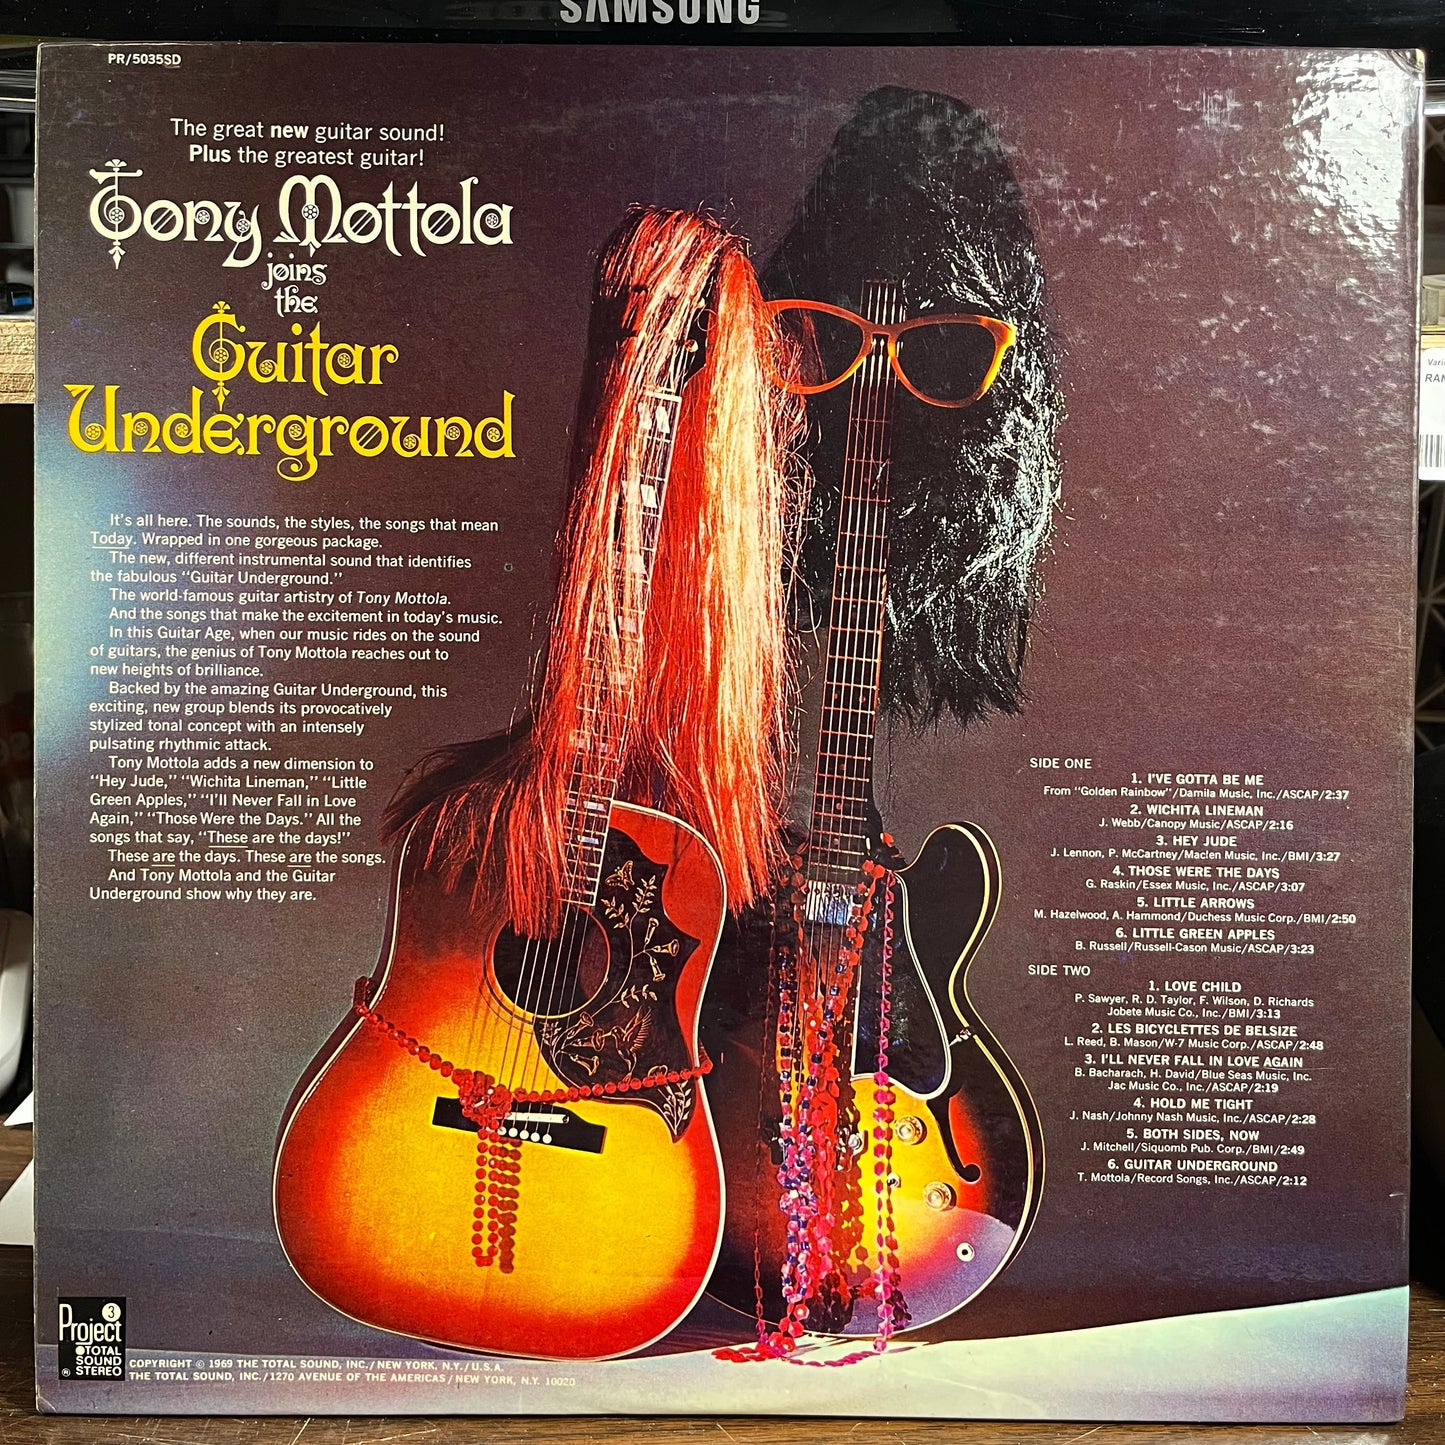 SAMSUNG
PR/5035SD
The great new guitar sound!
Plus the greatest guitar!
Tony Mottola
joins
the
Guitar
Underground
It's all here. The sounds, the styles, the songs that mean
Today. Wrapped in one gorgeous package.
The new, different instrumental sound that identifies
the fabulous "Guitar Underground."
The world-famous guitar artistry of Tony Mottola.
And the songs that make the excitement in today's music.
In this Guitar Age, when our music rides on the sound
of guitars, the genius of Tony Mottola reaches out to
new heights of brilliance.
Backed by the amazing Guitar Underground, this
exciting, new group blends its provocatively
stylized tonal concept with an intensely
pulsating rhythmic attack.
Tony Mottola adds a new dimension to
"Hey Jude," "Wichita Lineman," "Little
Green Apples," "I'll Never Fall in Love
Again," "Those Were the Days." All the
songs that say, "These are the days!"
These are the days. These are the songs.
And Tony Mottola and the Guitar
Underground show why they are.
SIDE ONE
1. I'VE GOTTA BE ME
From "Golden Rainbow"/Damila Music, Inc./ASCAP/2:37
2. WICHITA LINEMAN
J. Webb/Canopy Music/ASCAP/2:16
3. HEY JUDE
J. Lennon, P. McCartney/Maclen Music, Inc./BMI/3:27
4. THOSE WERE THE DAYS
G. Raskin/Essex Music, Inc./ASCAP/3:07
5. LITTLE ARROWS
M. Hazelwood, A. Hammond/Duchess Music Corp./BMI/2:50
6. LITTLE GREEN APPLES
B. Russell/Russell-Cason Music/ASCAP/3:23
SIDE TWO
1. LOVE CHILD
P. Sawyer, R. D. Taylor, F. Wilson, D. Richards
Jobete Music Co., Inc./BMI/3:13
2. LES BICYCLETTES DE BELSIZE
L. Reed, B. Mason/W-7 Music Corp./ASCAP/2:48
3. I'LL NEVER FALL IN LOVE AGAIN
B. Bacharach, H. David/Blue Seas Music, Inc.
Jac Music Co., Inc./ASCAP/2:19
4. HOLD ME TIGHT
J. Nash/Johnny Nash Music, Inc./ASCAP/2:28
5. BOTH SIDES, NOW
J. Mitchell/Siquomb Pub. Corp./BMI/2:49
6. GUITAR UNDERGROUND
T. Mottola/Record Songs, Inc./ASCAP/2:12
Project 3
TOTAL
SOUND
® STEREO
COPYRIGHT © 1969 THE TOTAL SOUND, INC./NEW YORK, N.Y./U.S.A.
THE TOTAL SOUND, INC./1270 AVENUE OF THE AMERICAS/NEW YORK, N.Y. 10020